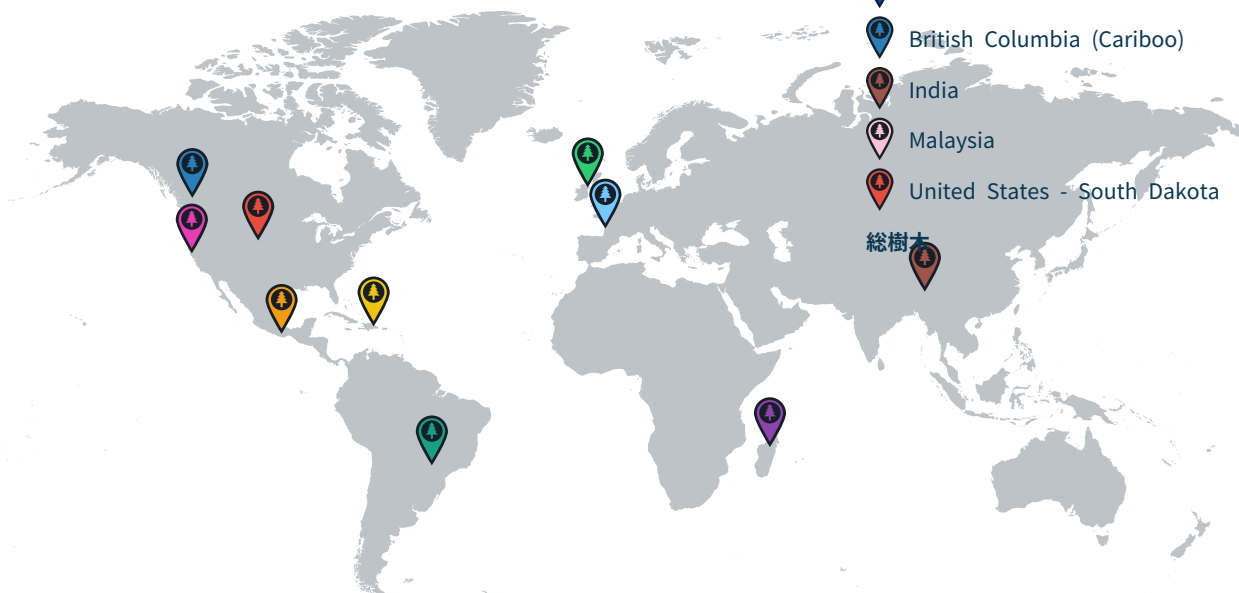 British Columbia (Cariboo)
India
Malaysia
United States - South Dakota
総樹木